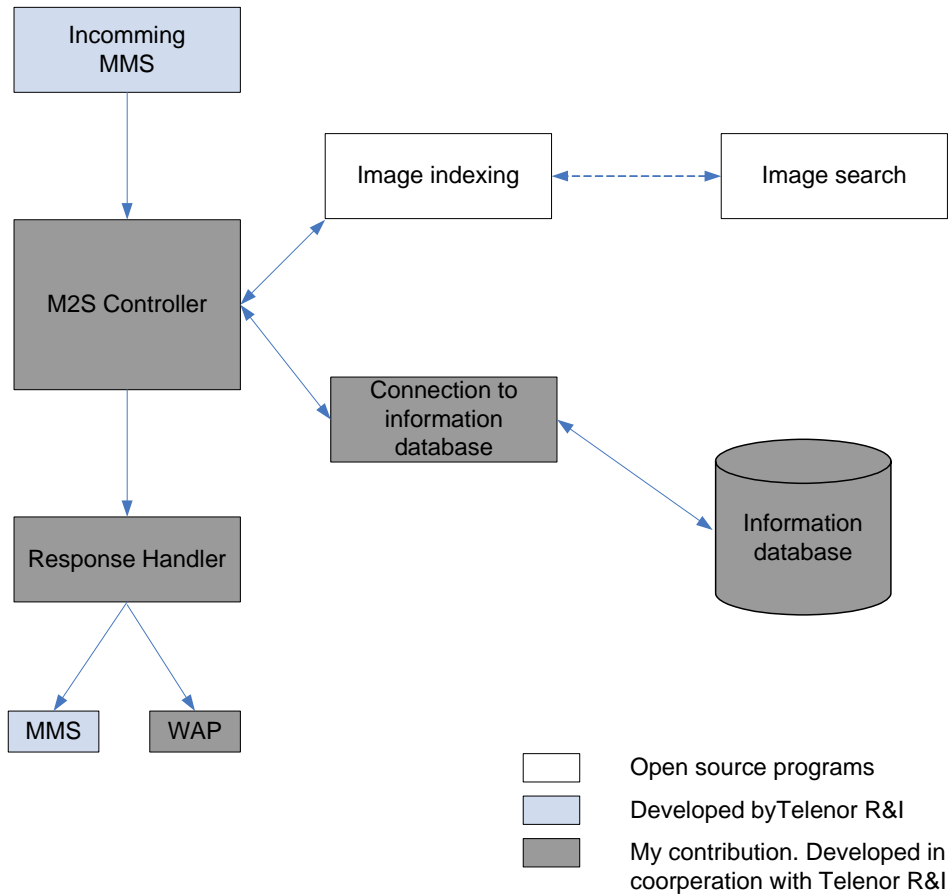 Incomming
MMS
Image indexing
Image search
M2S Controller
Connection to
information
database
Information
database
Response Handler
MMS
WAP
Open source programs
Developed byTelenor R&I
My contribution. Developed in
coorperation with Telenor R&I